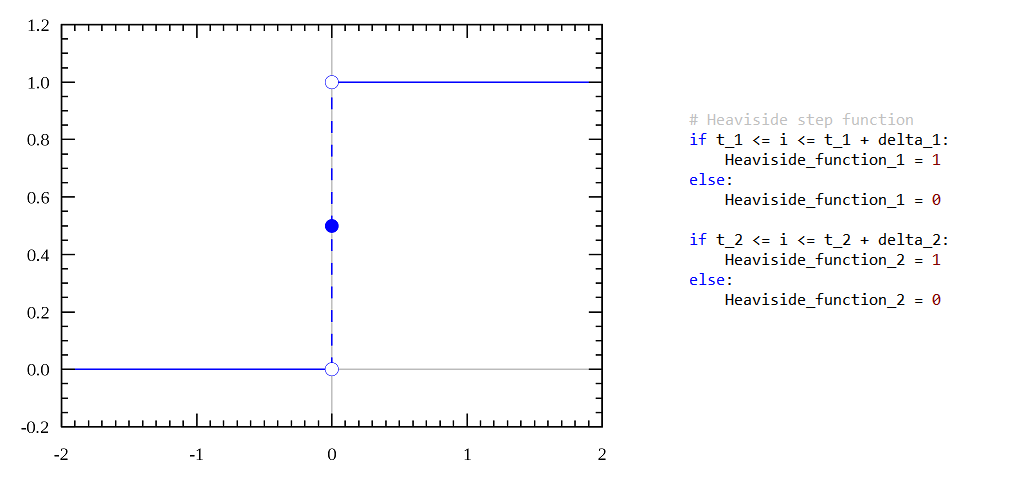 1.2
1.0
0.8
0.6
0.4
0.2
0.0
-0.2
-2 -1 0 1 2
# Heaviside step function
if t_1 <= i <= t_1 + delta_1:
    Heaviside_function_1 = 1
else:
    Heaviside_function_1 = 0
if t_2 <= i <= t_2 + delta_2:
    Heaviside_function_2 = 1
else:
    Heaviside_function_2 = 0